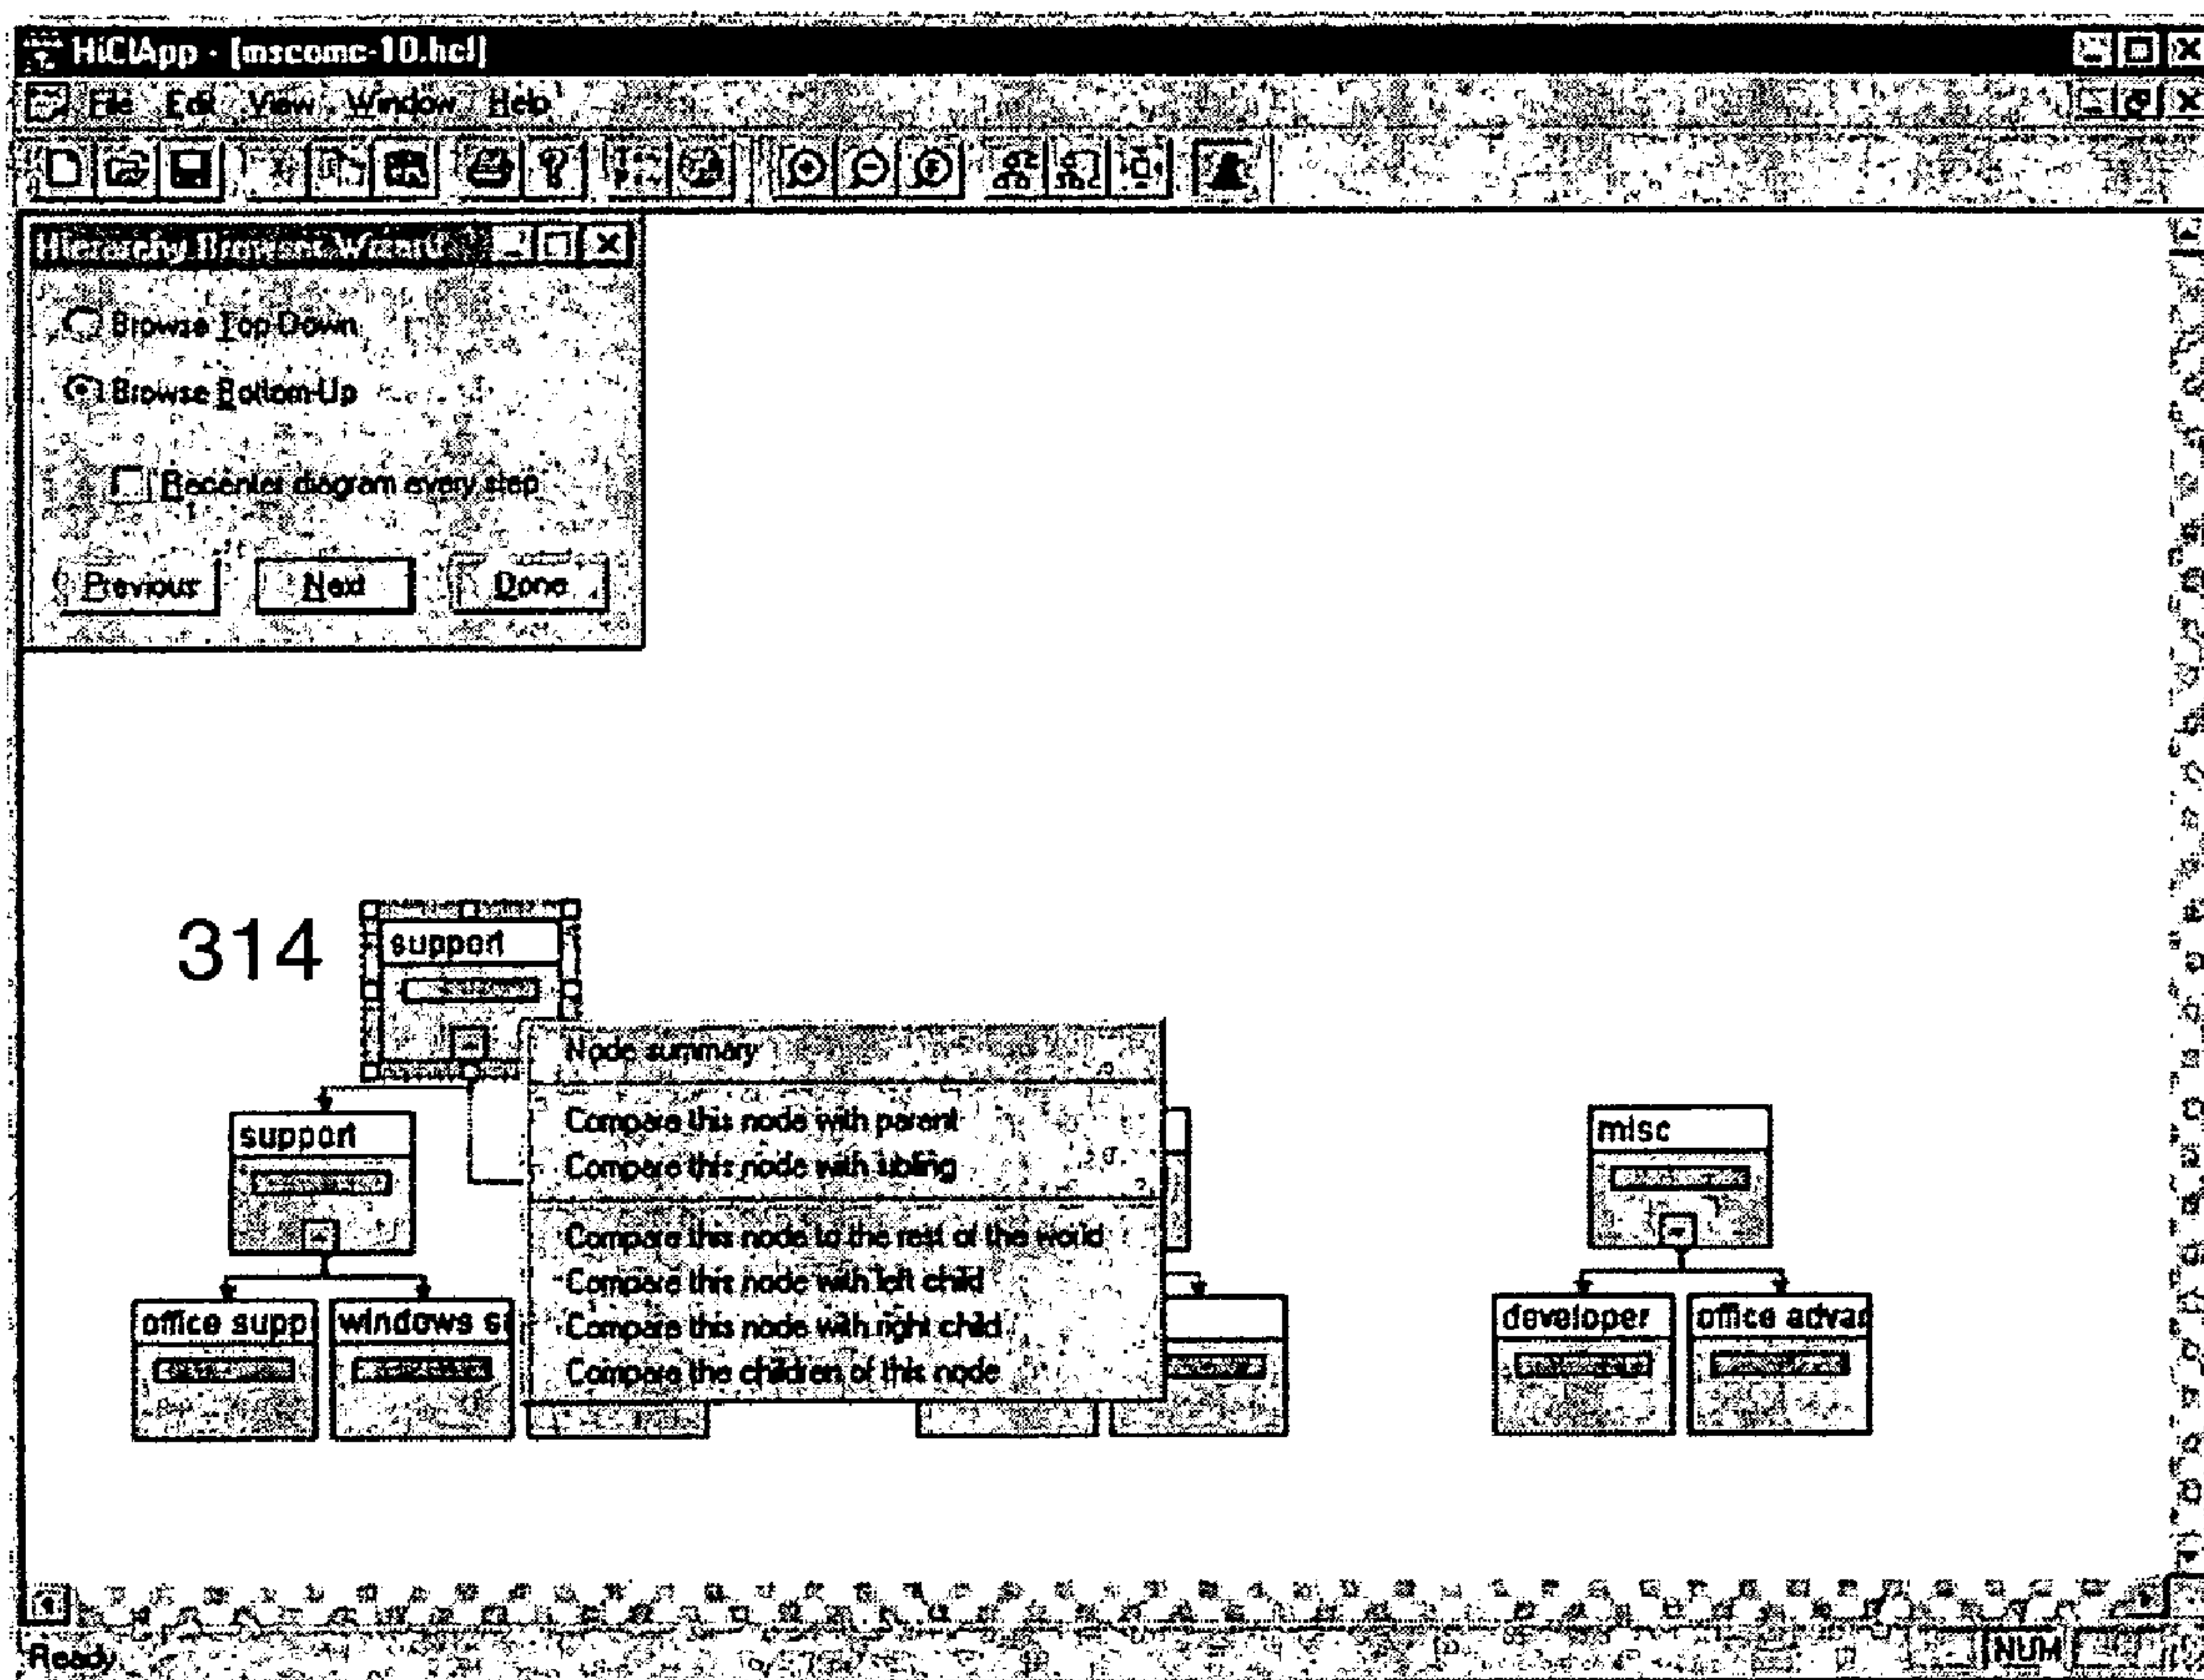 HiClApp - [mscomc-10.hcl]
File Edit View Window Help
Hierarchy Browser Wizard
Browse Top-Down
Browse Bottom-Up
Recenter diagram every step
Previous Next Done
314
support
Node summary
Compare this node with parent
Compare this node with sibling
Compare this node to the rest of the world
Compare this node with left child
Compare this node with right child
Compare the children of this node
support
misc
office supp
windows s
developer
office advan
Ready
NUM